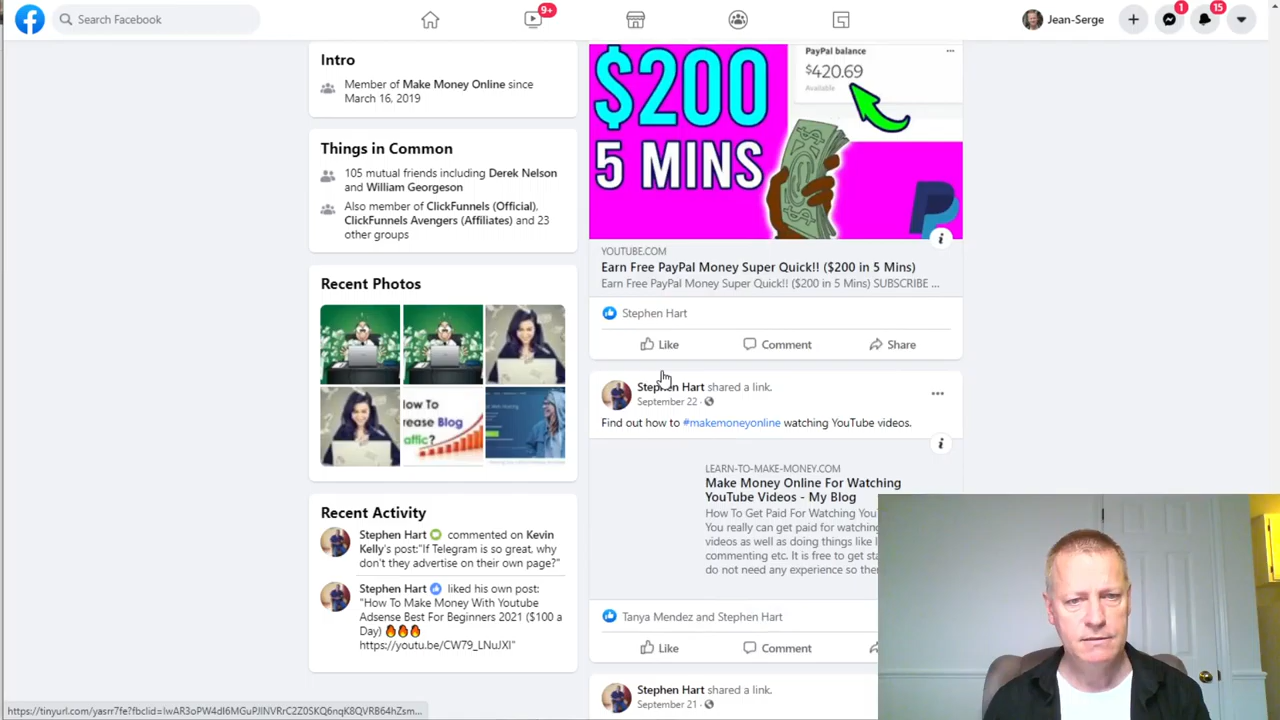 Search Facebook
9+
Jean-Serge
1
15
Intro
Member of Make Money Online since
March 16, 2019
Things in Common
105 mutual friends including Derek Nelson
and William Georgeson
Also member of ClickFunnels (Official),
ClickFunnels Avengers (Affiliates) and 23
other groups
Recent Photos
How To
rease Blog
affic?
Recent Activity
Stephen Hart commented on Kevin
Kelly's post:"If Telegram is so great, why
don't they advertise on their own page?"
Stephen Hart liked his own post:
"How To Make Money With Youtube
Adsense Best For Beginners 2021 ($100 a
Day) 🔥🔥🔥
https://youtu.be/CW79_LNuJXI"
$200
5 MINS
PayPal balance
$420.69
Available
YOUTUBE.COM
Earn Free PayPal Money Super Quick!! ($200 in 5 Mins)
Earn Free PayPal Money Super Quick!! ($200 in 5 Mins) SUBSCRIBE ...
Stephen Hart
Like Comment Share
Stephen Hart shared a link.
September 22
Find out how to #makemoneyonline watching YouTube videos.
LEARN-TO-MAKE-MONEY.COM
Make Money Online For Watching
YouTube Videos - My Blog
How To Get Paid For Watching You
You really can get paid for watching
videos as well as doing things like l
commenting etc. It is free to get sta
do not need any experience so ther
Tanya Mendez and Stephen Hart
Like Comment
Stephen Hart shared a link.
September 21